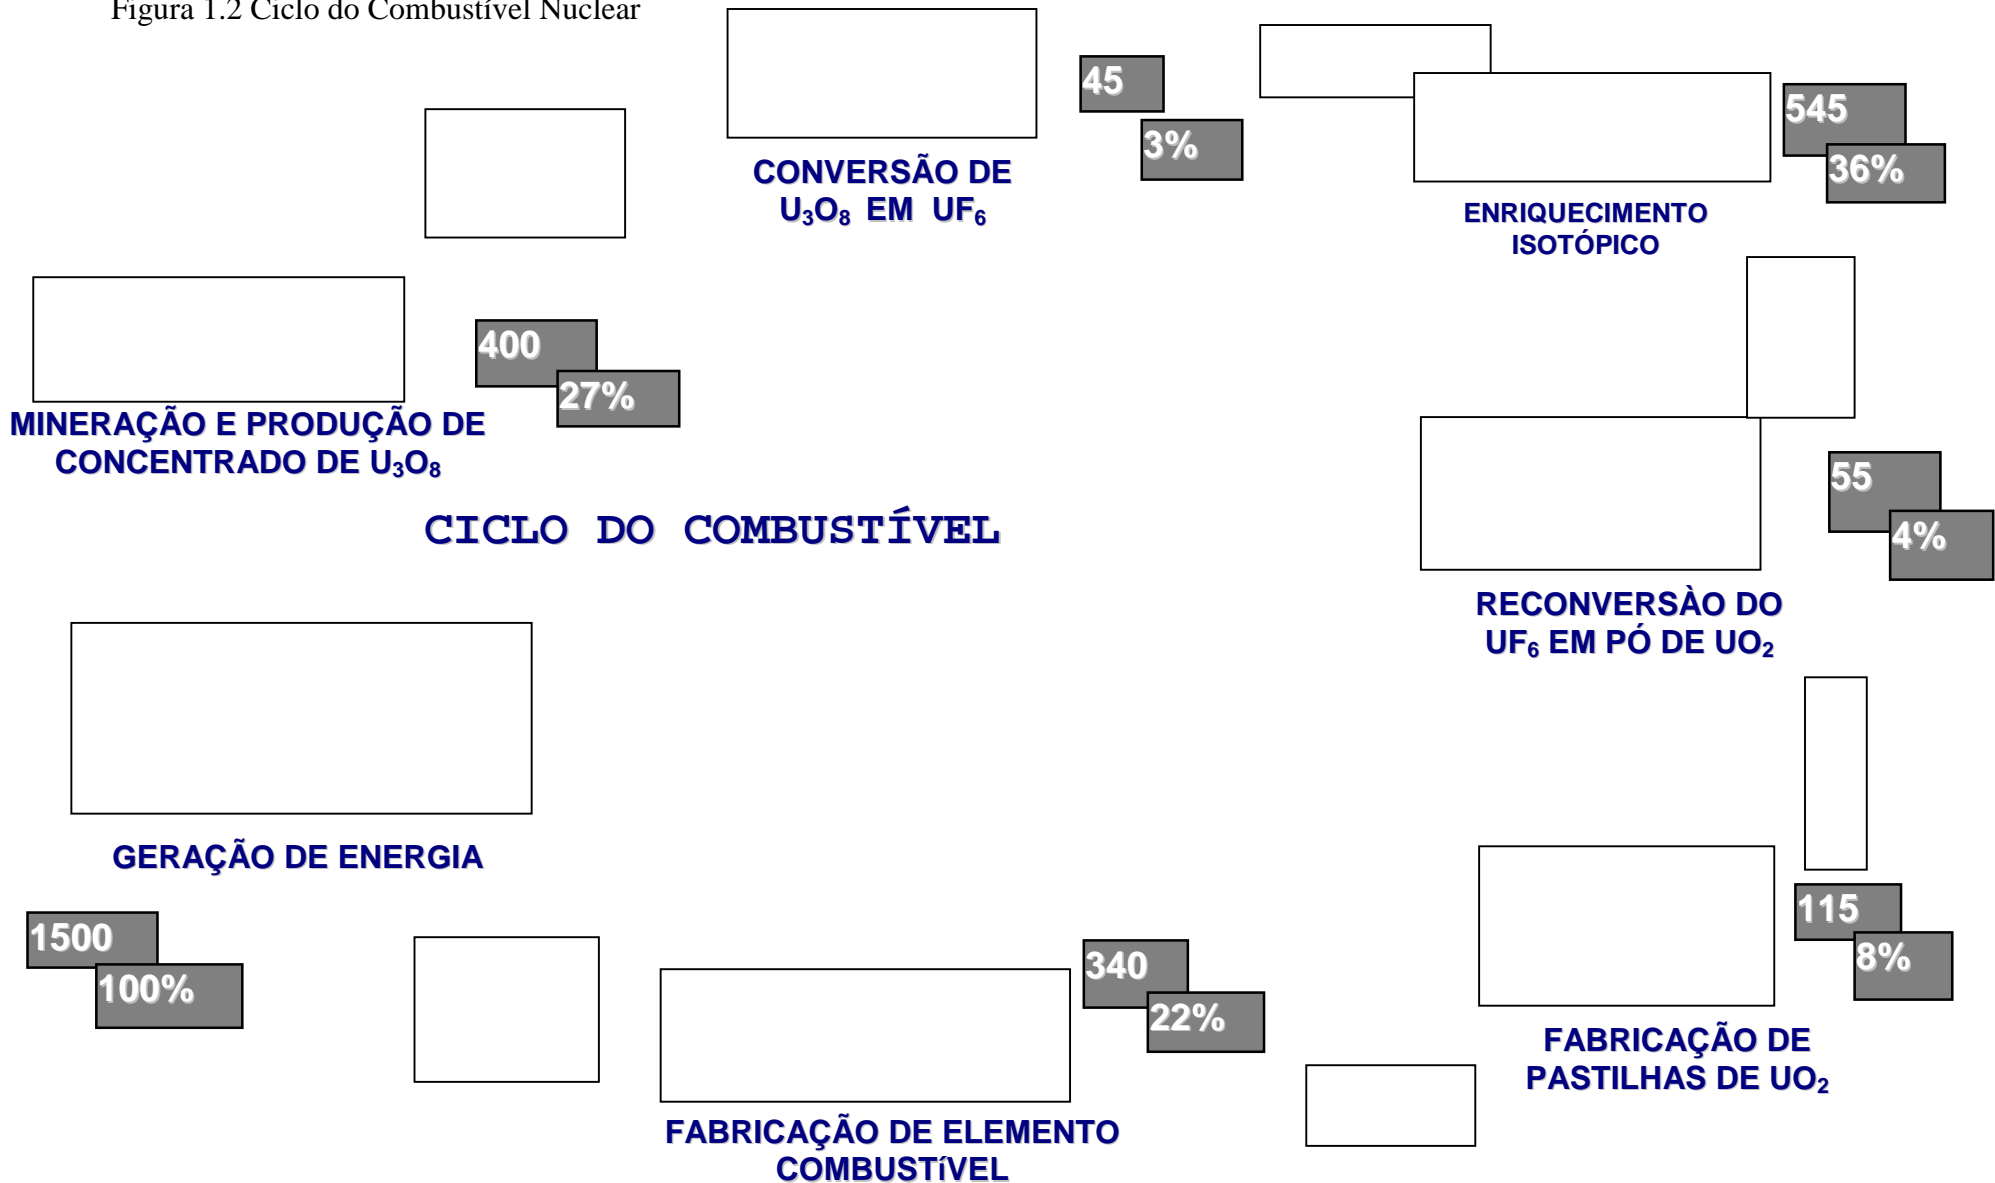 Figura 1.2 Ciclo do Combustível Nuclear
45
3%
CONVERSÃO DE
U₃O₈ EM UF₆
545
36%
ENRIQUECIMENTO
ISOTÓPICO
400
27%
MINERAÇÃO E PRODUÇÃO DE
CONCENTRADO DE U₃O₈
CICLO DO COMBUSTÍVEL
55
4%
RECONVERSÀO DO
UF₆ EM PÓ DE UO₂
GERAÇÃO DE ENERGIA
1500
100%
340
22%
FABRICAÇÃO DE ELEMENTO
COMBUSTíVEL
115
8%
FABRICAÇÃO DE
PASTILHAS DE UO₂